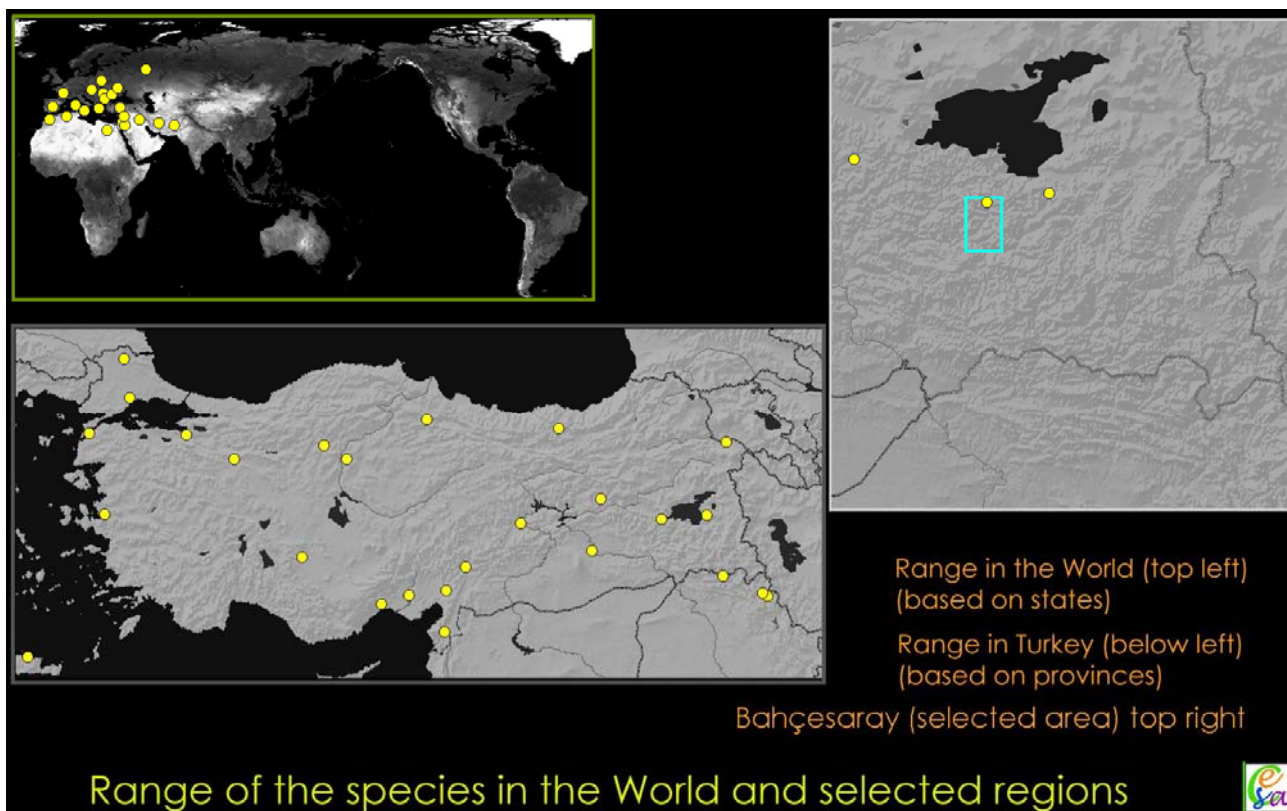 Range in the World (top left)
(based on states)
Range in Turkey (below left)
(based on provinces)
Bahçesaray (selected area) top right
Range of the species in the World and selected regions